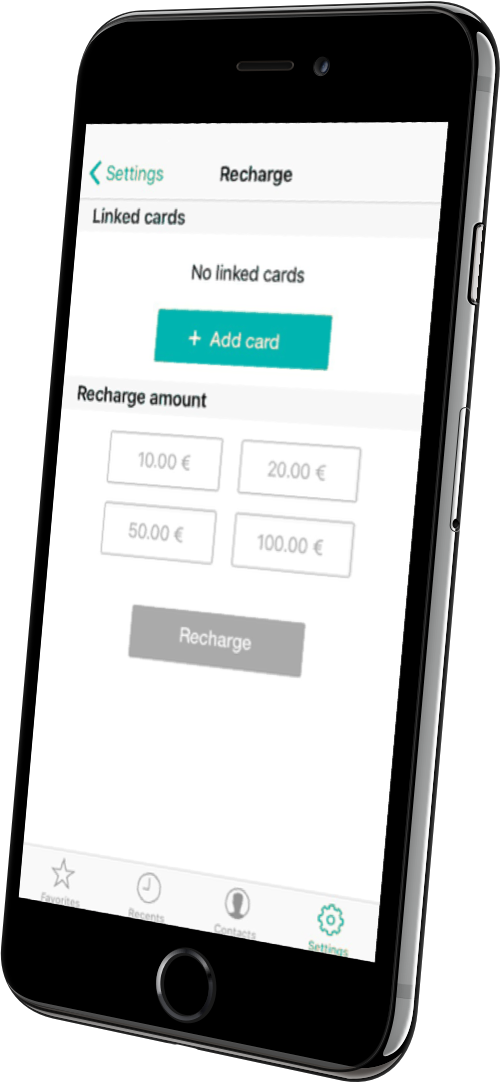 Settings Recharge
Linked cards
No linked cards
+ Add card
Recharge amount
10.00 € 20.00 €
50.00 € 100.00 €
Recharge
Favorites Recents Contacts Settings